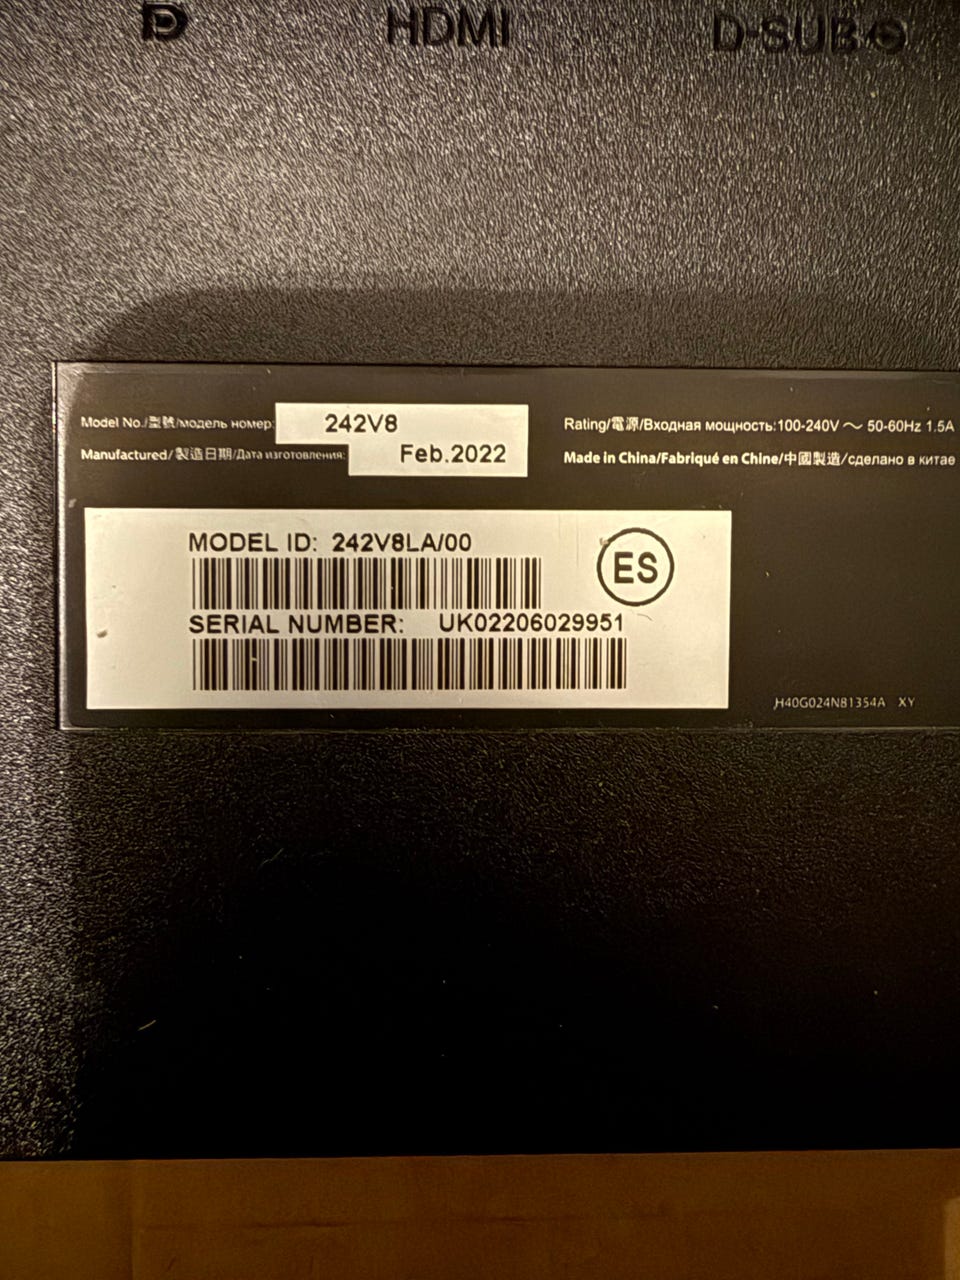 HDMI D-SUB
Model No./型號/модель номер: 242V8 Rating/電源/Входная мощность:100-240V ～ 50-60Hz 1.5A
Manufactured/製造日期/Дата изготовления: Feb.2022 Made in China/Fabriqué en Chine/中國製造/сделано в китае
MODEL ID: 242V8LA/00
ES
SERIAL NUMBER: UK02206029951
H40G024N81354A XY